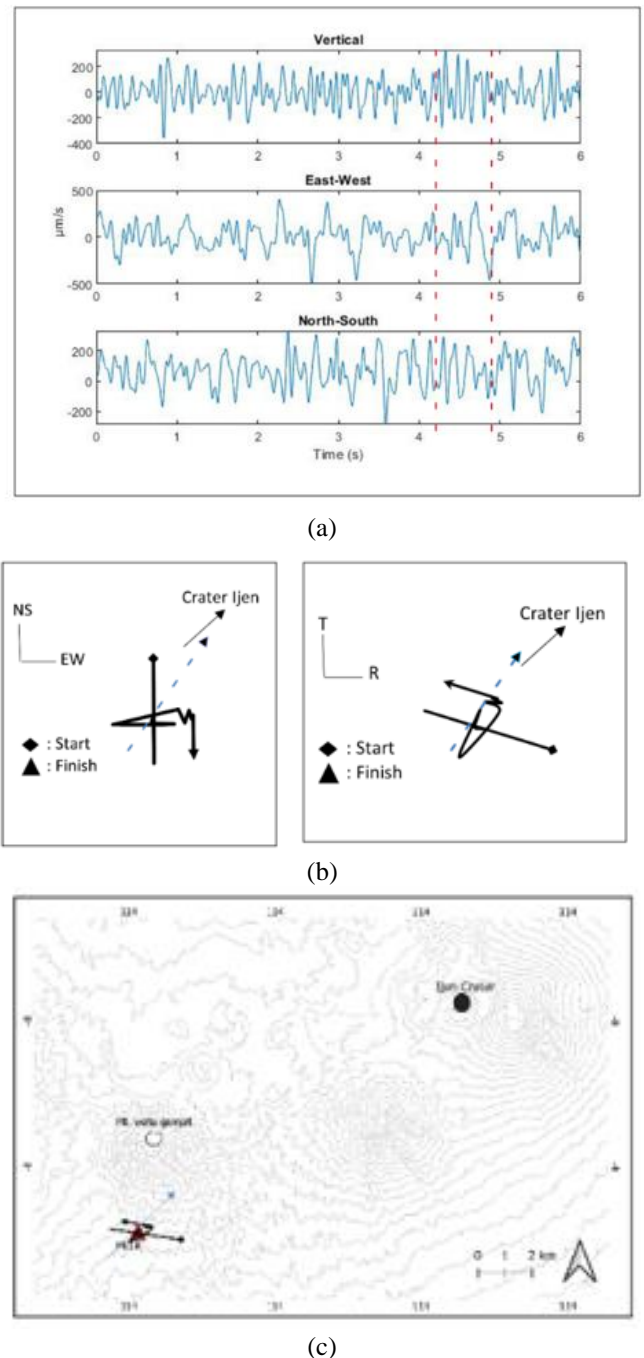 Vertical
200
0
-200
-400
0 1 2 3 4 5 6
East-West
µm/s
500
0
-500
0 1 2 3 4 5 6
North-South
200
0
-200
0 1 2 3 4 5 6
Time (s)
(a)
NS
EW
Crater Ijen
◆ : Start
▲ : Finish
T
R
Crater Ijen
◆ : Start
▲ : Finish
(b)
Ijen Crater
0 1 2 km
(c)